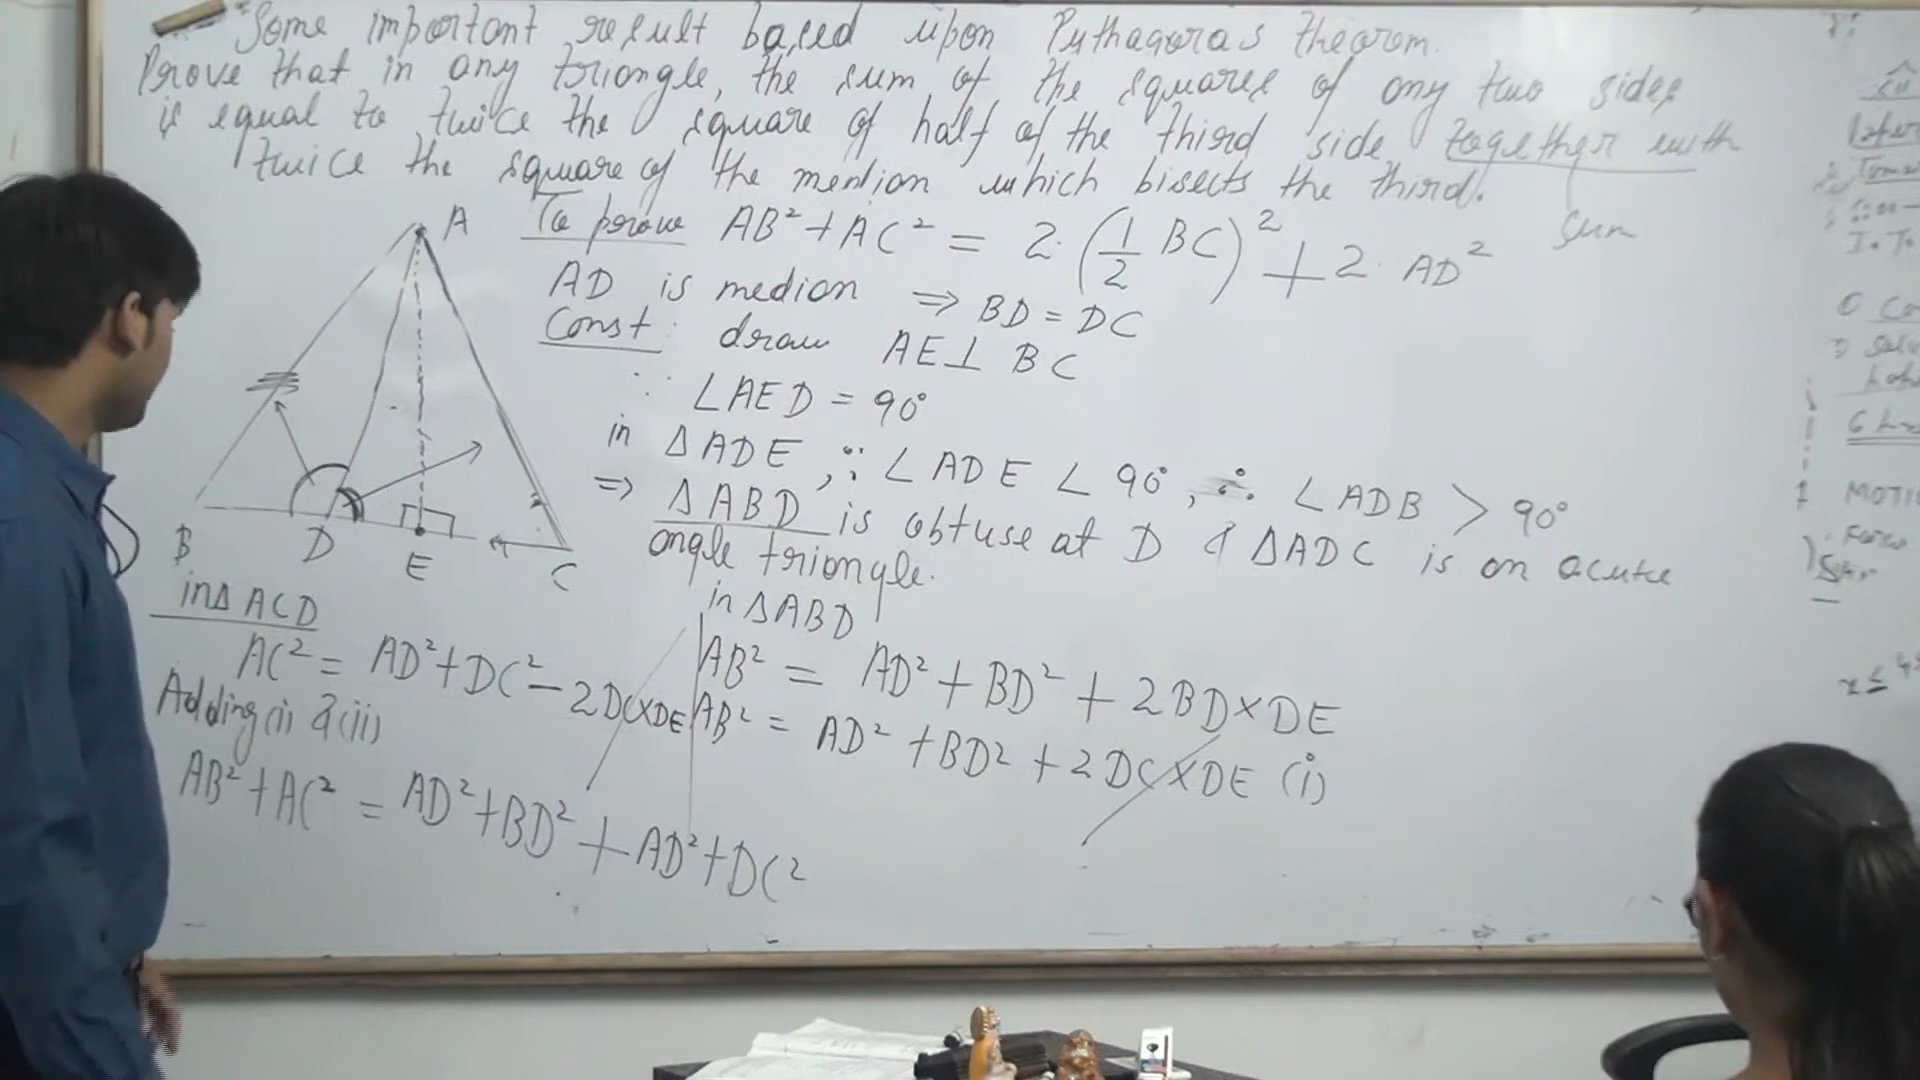 Some important result based upon Pythagoras theorem.
Prove that in any triangle, the sum of the squares of any two sides
is equal to twice the square of half of the third side together with
twice the square of the median which bisects the third.
Sum
To prove AB² + AC² = 2·(1/2 BC)² + 2·AD²
AD is median ⇒ BD = DC
Const: draw AE ⊥ BC
∵ ∠AED = 90°
in ΔADE, ∵ ∠ADE < 90°, ∴ ∠ADB > 90°
⇒ ΔABD is obtuse at D & ΔADC is an acute
angle triangle.
A
B
D
E
C
in Δ ACD
AC² = AD² + DC² - 2DC×DE
in ΔABD
AB² = AD² + BD² + 2BD×DE
AB² = AD² + BD² + 2DC×DE (i)
Adding (i) & (ii)
AB² + AC² = AD² + BD² + AD² + DC²
MOTI
Force
x ≤